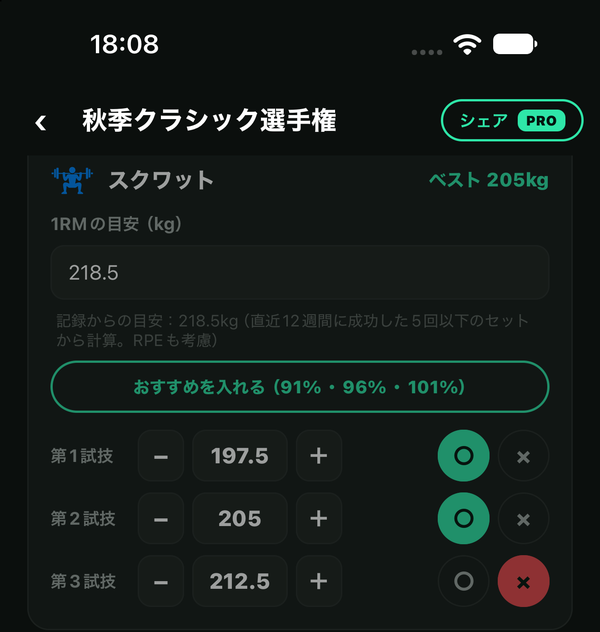 18:08
‹ 秋季クラシック選手権 シェア PRO
スクワット ベスト 205kg
1RMの目安（kg）
218.5
記録からの目安：218.5kg（直近12週間に成功した5回以下のセット
から計算。RPEも考慮）
おすすめを入れる（91%・96%・101%）
第1試技 − 197.5 + ○ ×
第2試技 − 205 + ○ ×
第3試技 − 212.5 + ○ ×